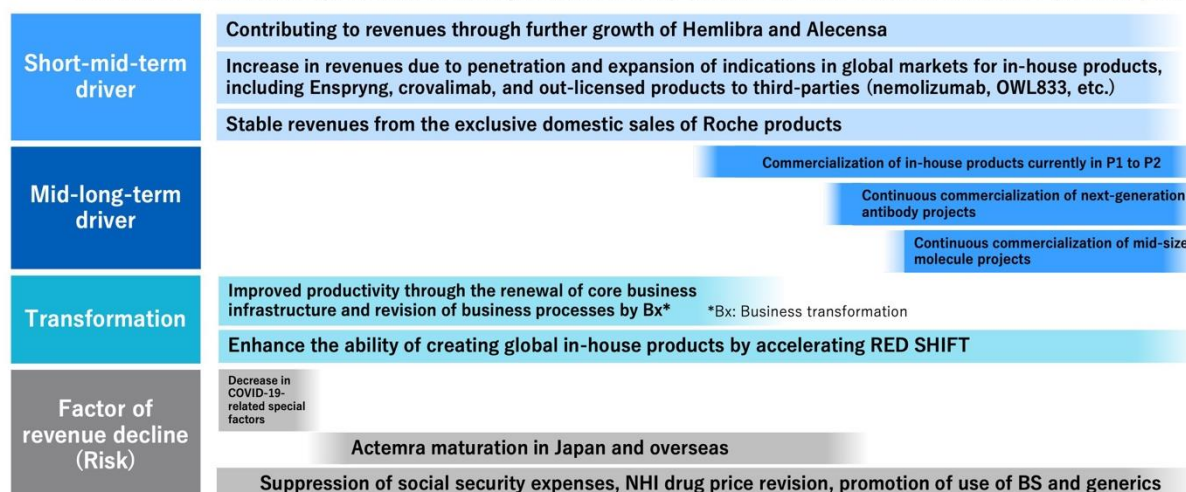 Short-mid-term
driver
Contributing to revenues through further growth of Hemlibra and Alecensa
Increase in revenues due to penetration and expansion of indications in global markets for in-house products,
including Enspryng, crovalimab, and out-licensed products to third-parties (nemolizumab, OWL833, etc.)
Stable revenues from the exclusive domestic sales of Roche products
Mid-long-term
driver
Commercialization of in-house products currently in P1 to P2
Continuous commercialization of next-generation
antibody projects
Continuous commercialization of mid-size
molecule projects
Transformation
Improved productivity through the renewal of core business
infrastructure and revision of business processes by Bx*
*Bx: Business transformation
Enhance the ability of creating global in-house products by accelerating RED SHIFT
Factor of
revenue decline
(Risk)
Decrease in
COVID-19-
related special
factors
Actemra maturation in Japan and overseas
Suppression of social security expenses, NHI drug price revision, promotion of use of BS and generics